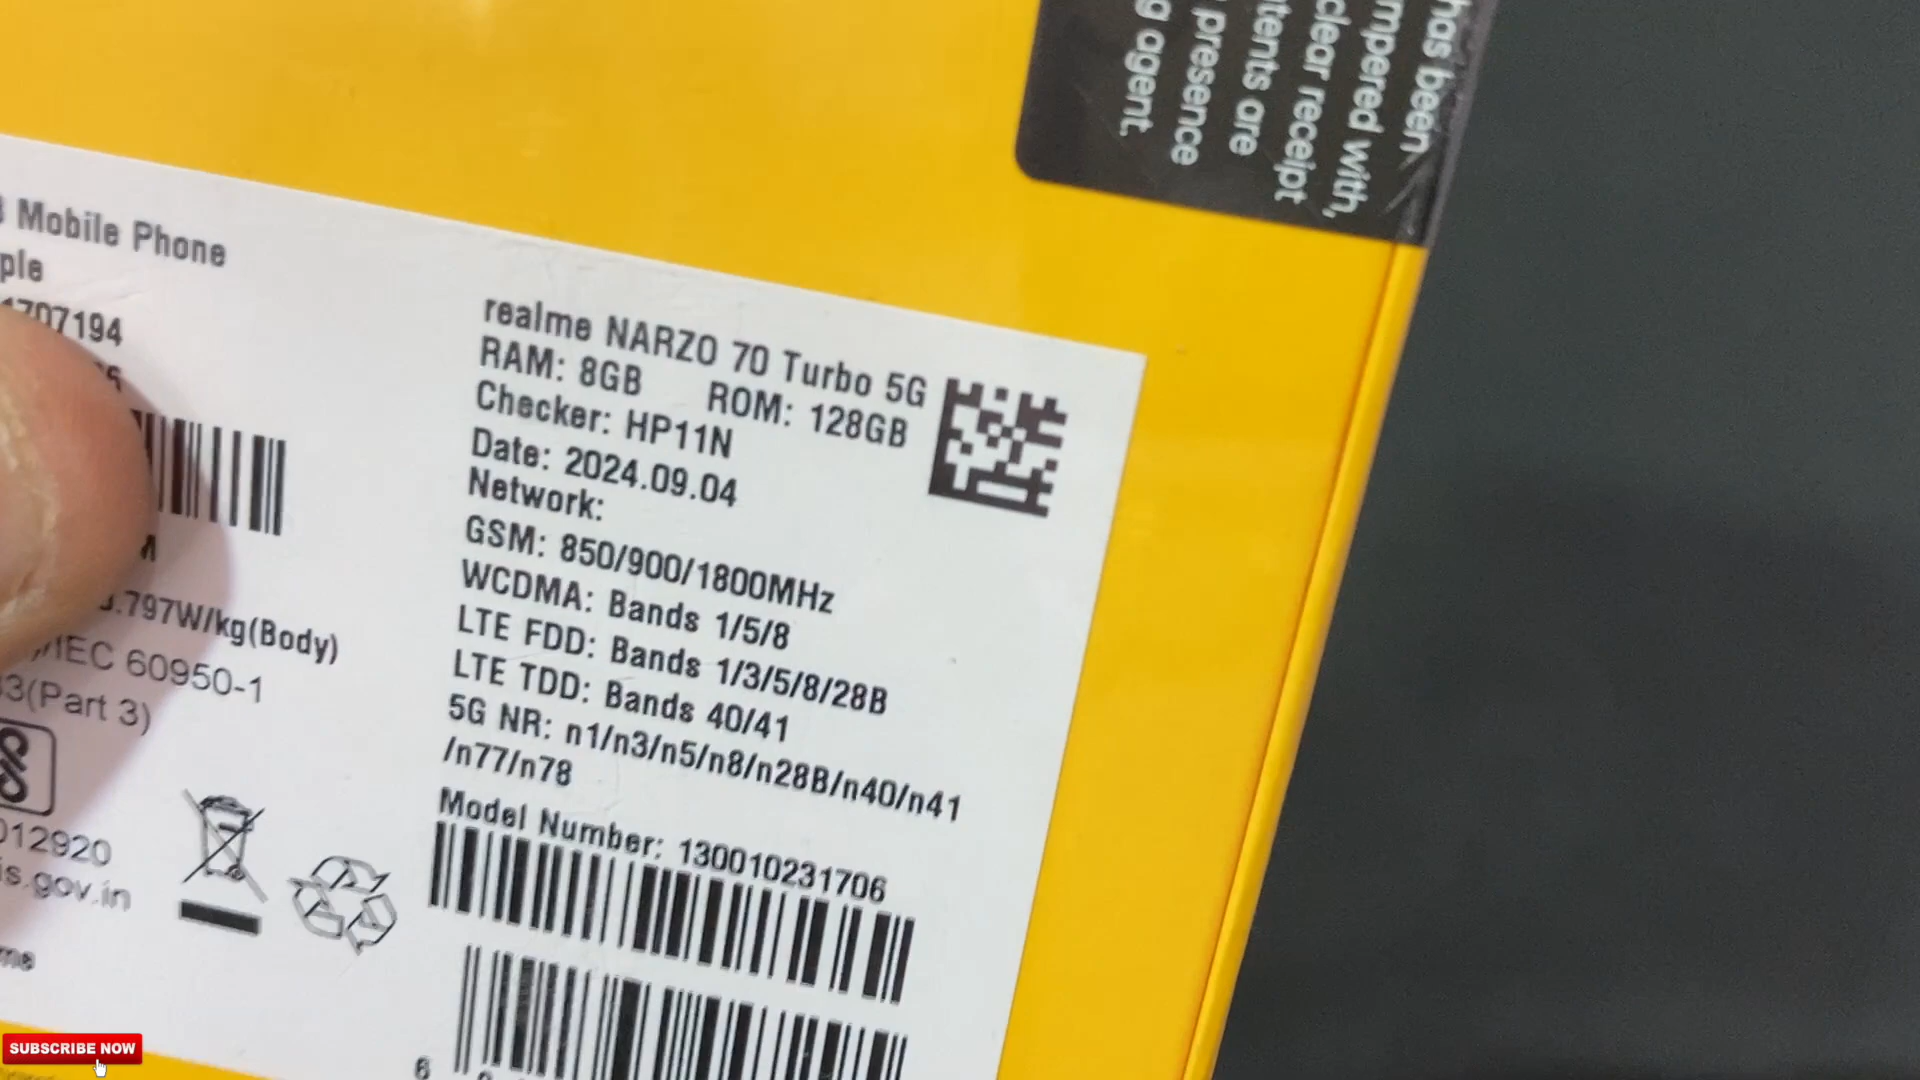 has been
mpered with,
clear receipt
tents are
presence
g agent.
Mobile Phone
ple
1707194
realme NARZO 70 Turbo 5G
RAM: 8GB ROM: 128GB
Checker: HP11N
Date: 2024.09.04
Network:
GSM: 850/900/1800MHz
WCDMA: Bands 1/5/8
LTE FDD: Bands 1/3/5/8/28B
LTE TDD: Bands 40/41
5G NR: n1/n3/n5/n8/n28B/n40/n41
/n77/n78
Model Number: 130010231706
.797W/kg(Body)
IEC 60950-1
3(Part 3)
012920
is.gov.in
me
6
SUBSCRIBE NOW